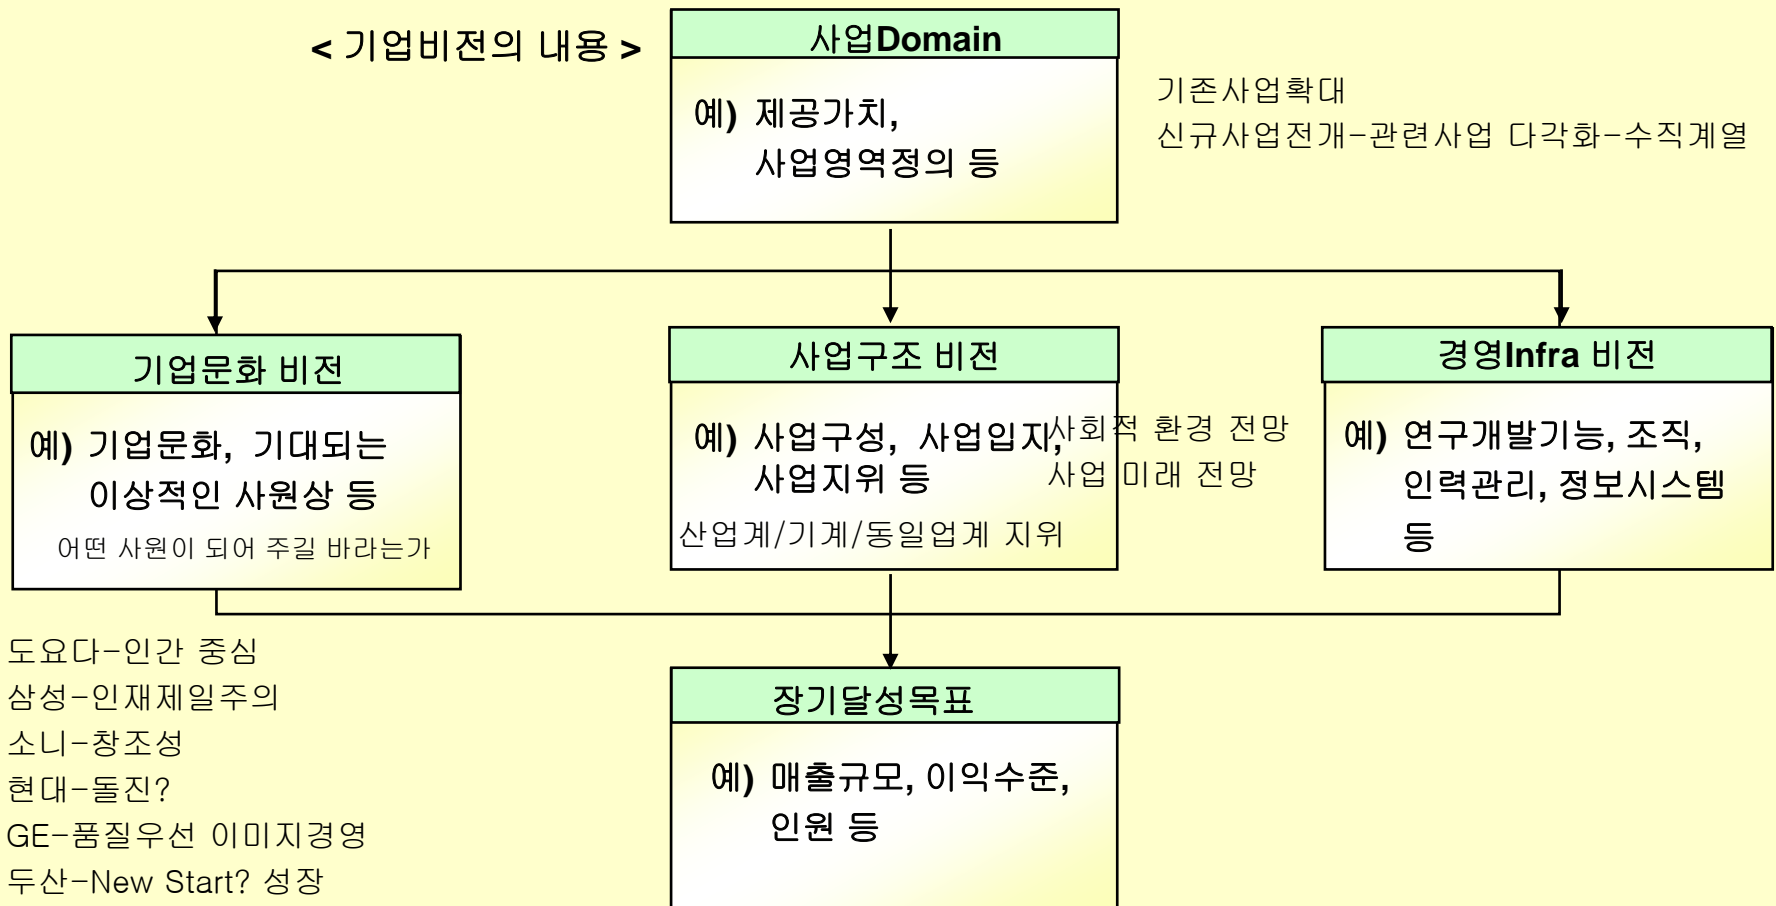 < 기업비전의 내용 >
사업Domain
예) 제공가치,
사업영역정의 등
기존사업확대
신규사업전개-관련사업 다각화-수직계열
기업문화 비전
예) 기업문화, 기대되는
이상적인 사원상 등
어떤 사원이 되어 주길 바라는가
사업구조 비전
예) 사업구성, 사업입지,
사업지위 등
사회적 환경 전망
사업 미래 전망
산업계/기계/동일업계 지위
경영Infra 비전
예) 연구개발기능, 조직,
인력관리, 정보시스템
등
도요다-인간 중심
삼성-인재제일주의
소니-창조성
현대-돌진?
GE-품질우선 이미지경영
두산-New Start? 성장
장기달성목표
예) 매출규모, 이익수준,
인원 등